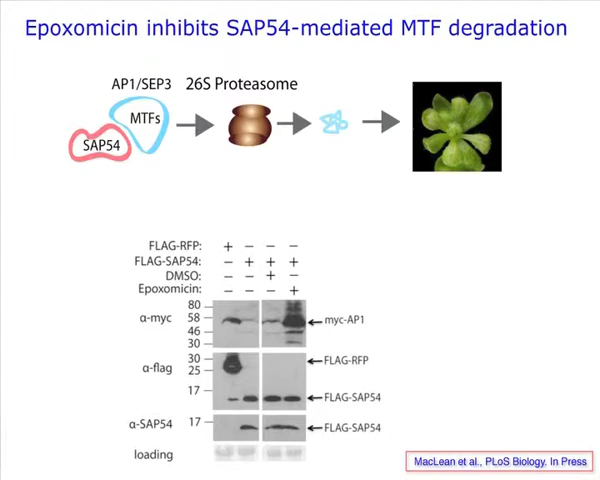 Epoxomicin inhibits SAP54-mediated MTF degradation
AP1/SEP3 26S Proteasome
MTFs
SAP54
FLAG-RFP: + – – –
FLAG-SAP54: – + + +
DMSO: – – + –
Epoxomicin: – – – +
80
58
46
30
α-myc
myc-AP1
30
25
17
α-flag
FLAG-RFP
FLAG-SAP54
α-SAP54 17 FLAG-SAP54
loading
MacLean et al., PLoS Biology. In Press